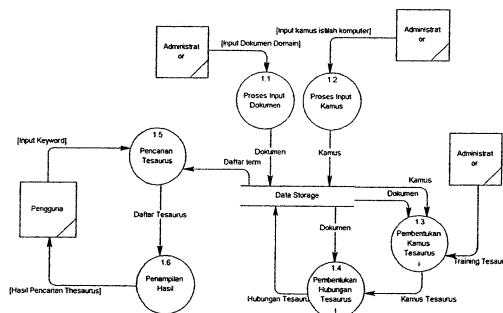 [Input kamus istilah komputer]
Administrat
or
[Input Dokumen Domain]
Administrat
or
1.1
Proses Input
Dokumen
1.2
Proses Input
Kamus
1.5
Pencarian
Tesaurus
[Input Keyword]
Dokumen
Kamus
Daftar term
Administrat
or
Kamus
Dokumen
Data Storage
Pengguna
Daftar Tesaurus
Dokumen
1.3
Pembentukan
Kamus
Tesaurus
Training Tesaur
1.6
Penampilan
Hasil
1.4
Pembentukan
Hubungan
Tesaurus
[Hasil Pencarian Thesaurus]
Hubungan Tesaurus
Kamus Tesaurus